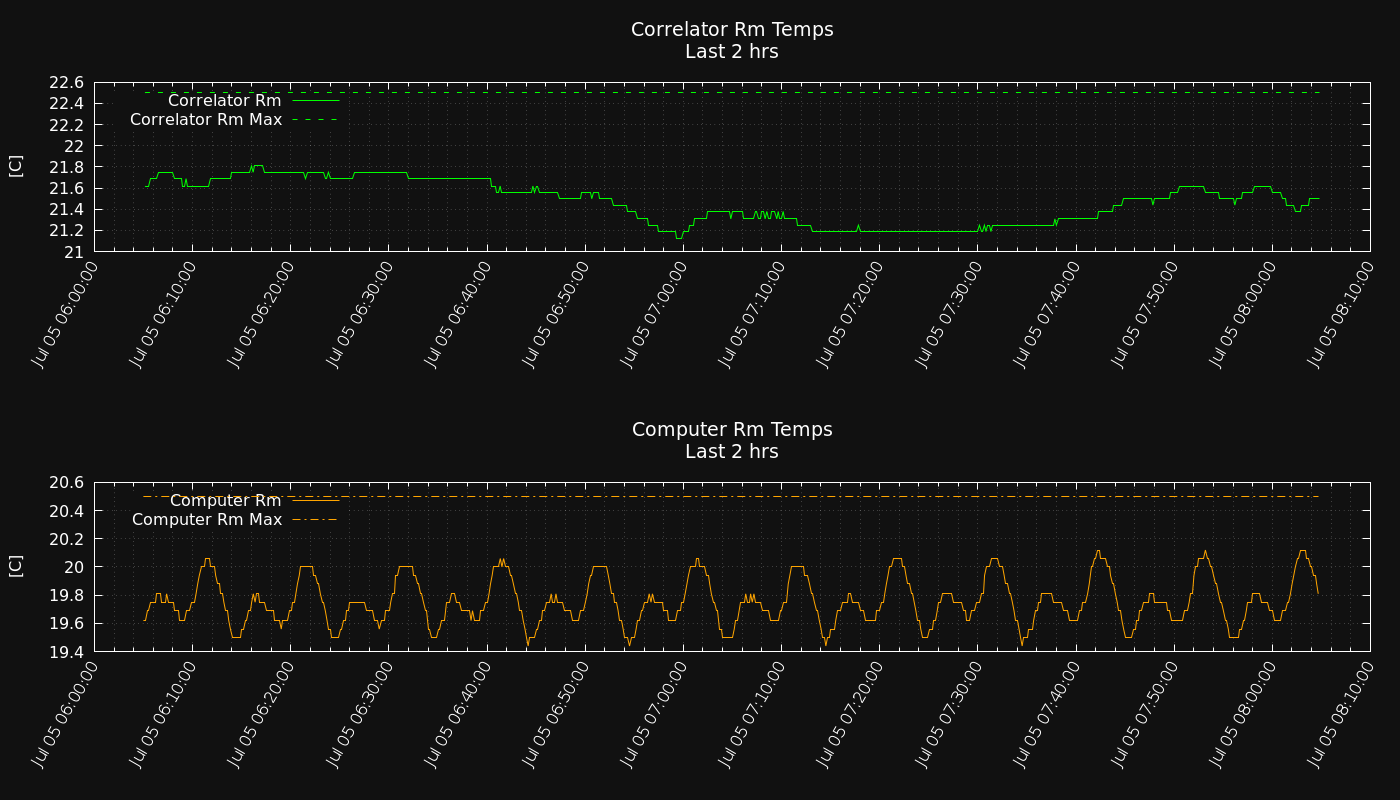 Correlator Rm Temps
Last 2 hrs
22.6
22.4
22.2
22
21.8
21.6
21.4
21.2
21
[C]
Correlator Rm
Correlator Rm Max
Jul 05 06:00:00
Jul 05 06:10:00
Jul 05 06:20:00
Jul 05 06:30:00
Jul 05 06:40:00
Jul 05 06:50:00
Jul 05 07:00:00
Jul 05 07:10:00
Jul 05 07:20:00
Jul 05 07:30:00
Jul 05 07:40:00
Jul 05 07:50:00
Jul 05 08:00:00
Jul 05 08:10:00
Computer Rm Temps
Last 2 hrs
20.6
20.4
20.2
20
19.8
19.6
19.4
[C]
Computer Rm
Computer Rm Max
Jul 05 06:00:00
Jul 05 06:10:00
Jul 05 06:20:00
Jul 05 06:30:00
Jul 05 06:40:00
Jul 05 06:50:00
Jul 05 07:00:00
Jul 05 07:10:00
Jul 05 07:20:00
Jul 05 07:30:00
Jul 05 07:40:00
Jul 05 07:50:00
Jul 05 08:00:00
Jul 05 08:10:00